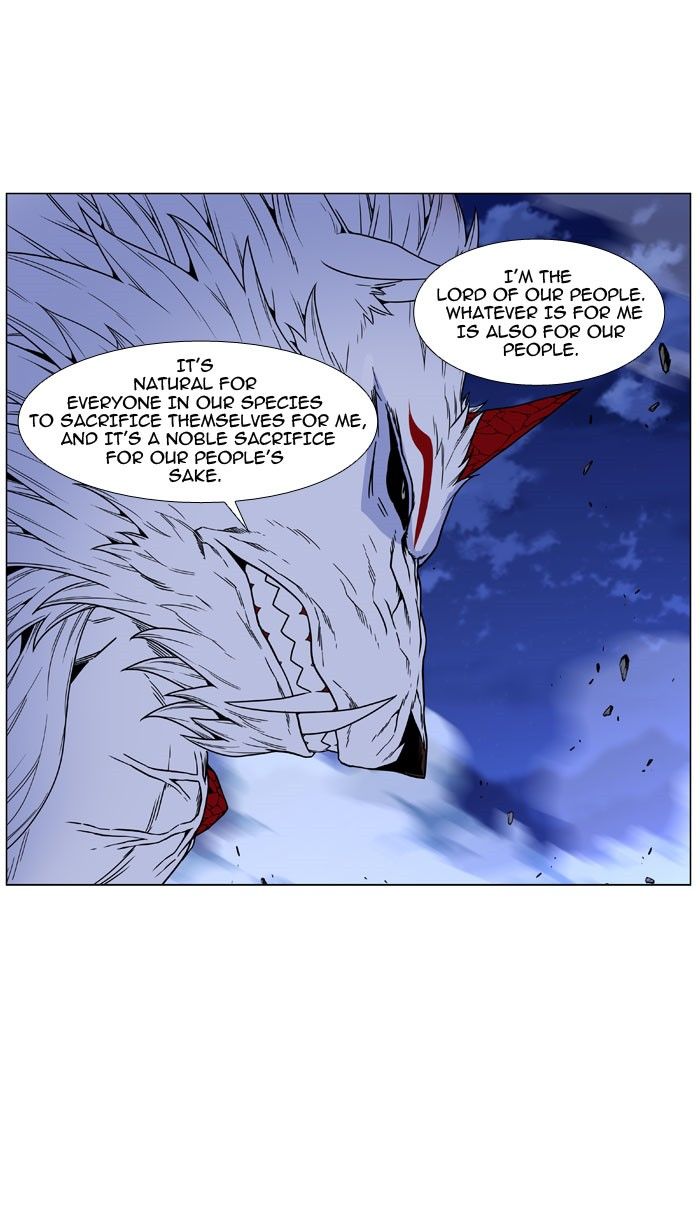 I'M THE
LORD OF OUR PEOPLE.
WHATEVER IS FOR ME
IS ALSO FOR OUR
PEOPLE.
IT'S
NATURAL FOR
EVERYONE IN OUR SPECIES
TO SACRIFICE THEMSELVES FOR ME,
AND IT'S A NOBLE SACRIFICE
FOR OUR PEOPLE'S
SAKE.